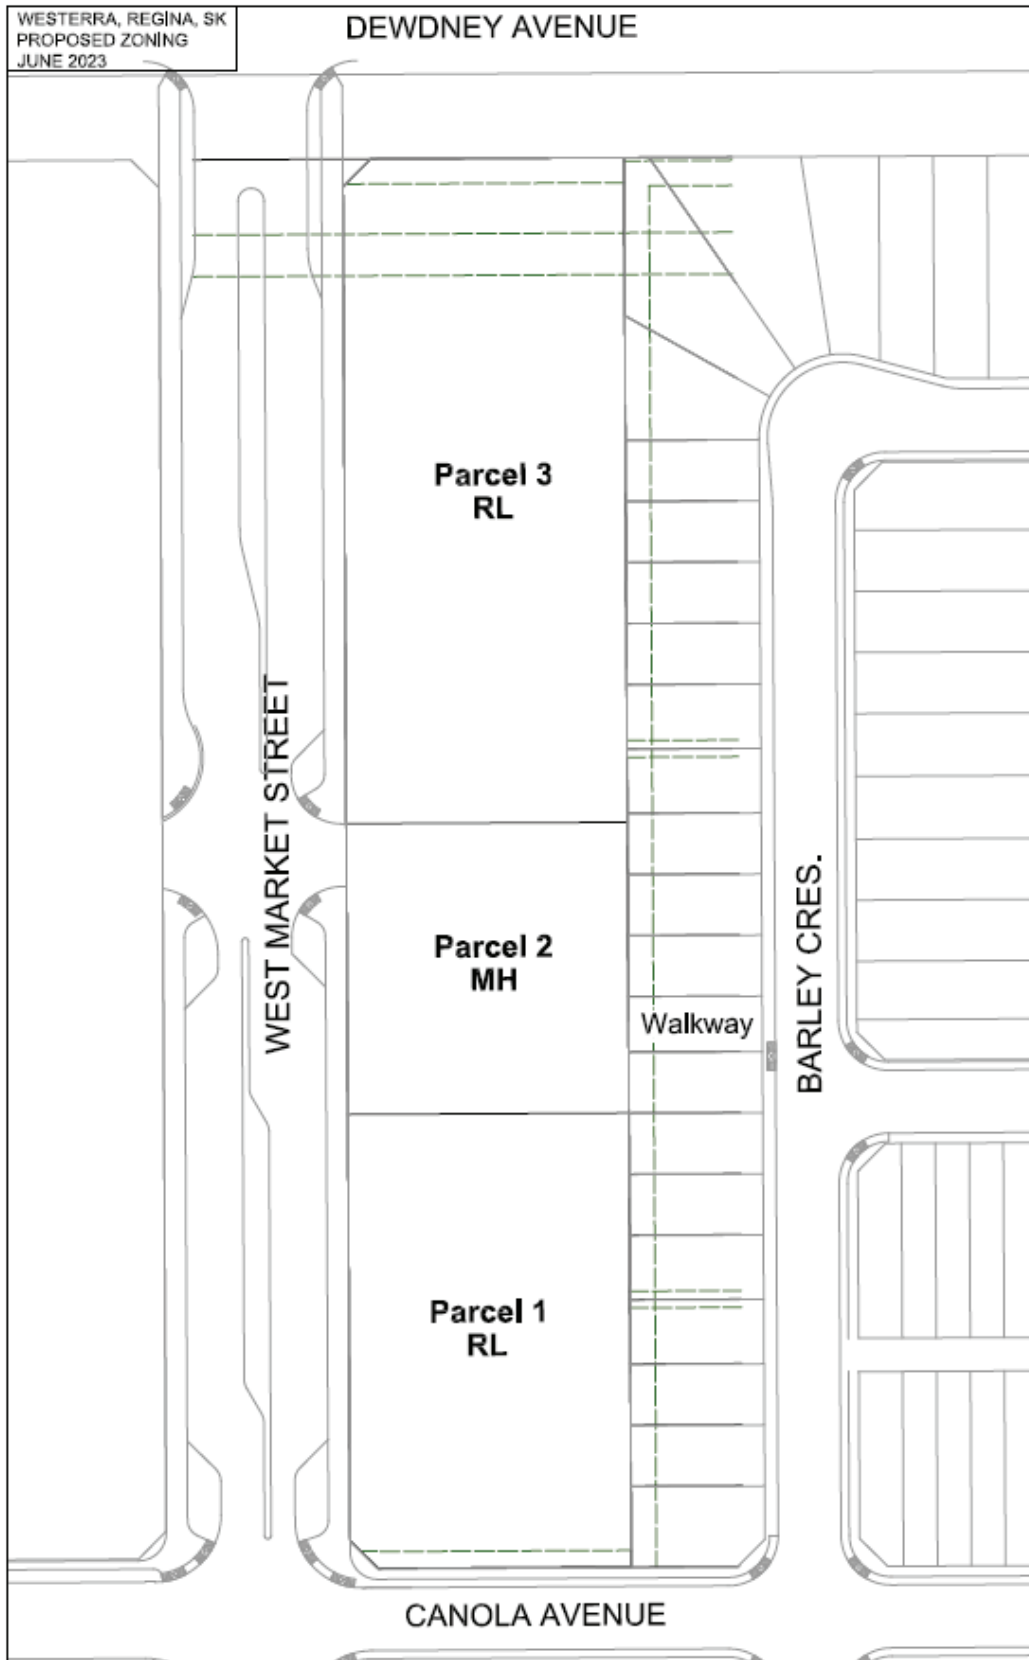 WESTERRA, REGINA, SK
PROPOSED ZONING
JUNE 2023
DEWDNEY AVENUE
Parcel 3
RL
WEST MARKET STREET
Parcel 2
MH
Walkway
BARLEY CRES.
Parcel 1
RL
CANOLA AVENUE